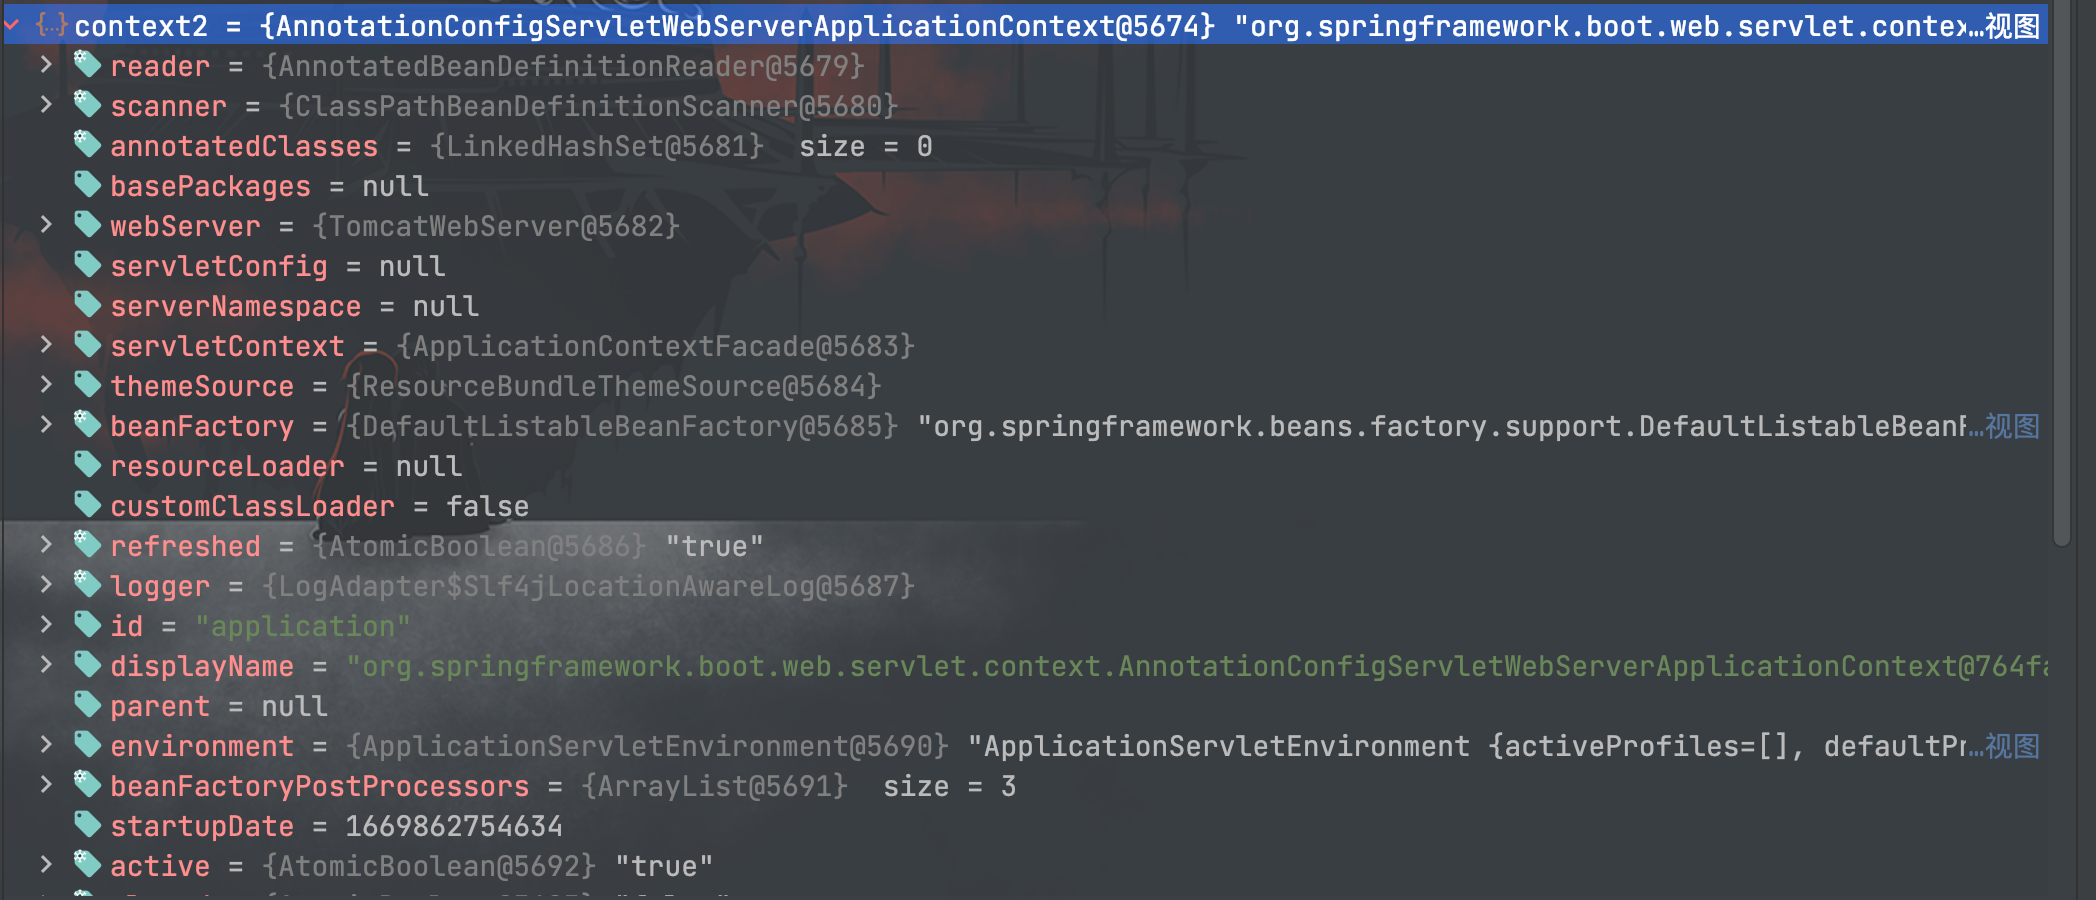 context2 = {AnnotationConfigServletWebServerApplicationContext@5674} "org.springframework.boot.web.servlet.contex…视图
reader = {AnnotatedBeanDefinitionReader@5679}
scanner = {ClassPathBeanDefinitionScanner@5680}
annotatedClasses = {LinkedHashSet@5681} size = 0
basePackages = null
webServer = {TomcatWebServer@5682}
servletConfig = null
serverNamespace = null
servletContext = {ApplicationContextFacade@5683}
themeSource = {ResourceBundleThemeSource@5684}
beanFactory = {DefaultListableBeanFactory@5685} "org.springframework.beans.factory.support.DefaultListableBeanF…视图
resourceLoader = null
customClassLoader = false
refreshed = {AtomicBoolean@5686} "true"
logger = {LogAdapter$Slf4jLocationAwareLog@5687}
id = "application"
displayName = "org.springframework.boot.web.servlet.context.AnnotationConfigServletWebServerApplicationContext@764fa
parent = null
environment = {ApplicationServletEnvironment@5690} "ApplicationServletEnvironment {activeProfiles=[], defaultPr…视图
beanFactoryPostProcessors = {ArrayList@5691} size = 3
startupDate = 1669862754634
active = {AtomicBoolean@5692} "true"